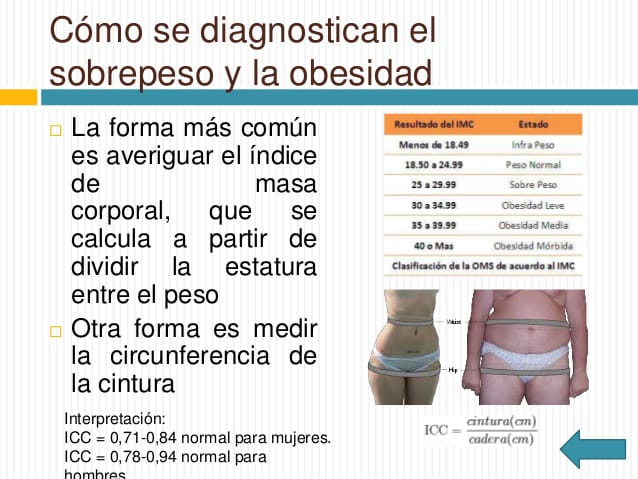 Cómo se diagnostican el
sobrepeso y la obesidad
La forma más común
es averiguar el índice
de masa
corporal, que se
calcula a partir de
dividir la estatura
entre el peso
Otra forma es medir
la circunferencia de
la cintura
Interpretación:
ICC = 0,71-0,84 normal para mujeres.
ICC = 0,78-0,94 normal para
hombres
Resultado del IMC Estado
Menos de 18.49 Infra Peso
18.50 a 24.99 Peso Normal
25 a 29.99 Sobre Peso
30 a 34.99 Obesidad Leve
35 a 39.99 Obesidad Media
40 o Mas Obesidad Mórbida
Clasificación de la OMS de acuerdo al IMC
Waist
Hip
ICC = cintura(cm)
cadera(cm)